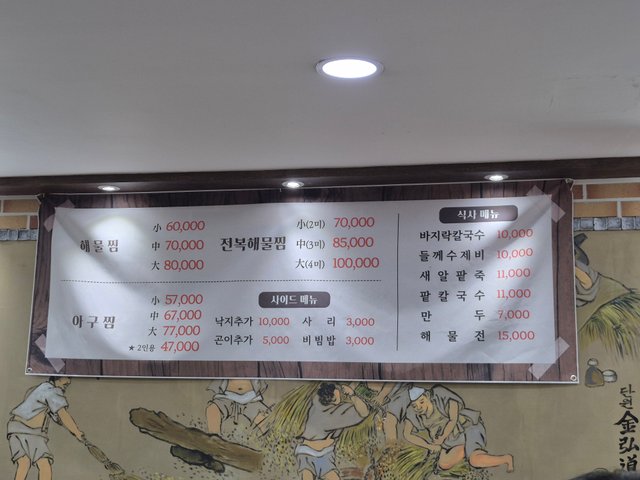 해물찜
小 60,000
中 70,000
大 80,000
전복해물찜
小(2미) 70,000
中(3미) 85,000
大(4미) 100,000
아구찜
小 57,000
中 67,000
大 77,000
★ 2인용 47,000
사이드 메뉴
낙지추가 10,000 사 리 3,000
곤이추가 5,000 비빔밥 3,000
식사 메뉴
바지락칼국수 10,000
들깨수제비 10,000
새알팥죽 11,000
팥칼국수 11,000
만 두 7,000
해 물 전 15,000
단원 金弘道